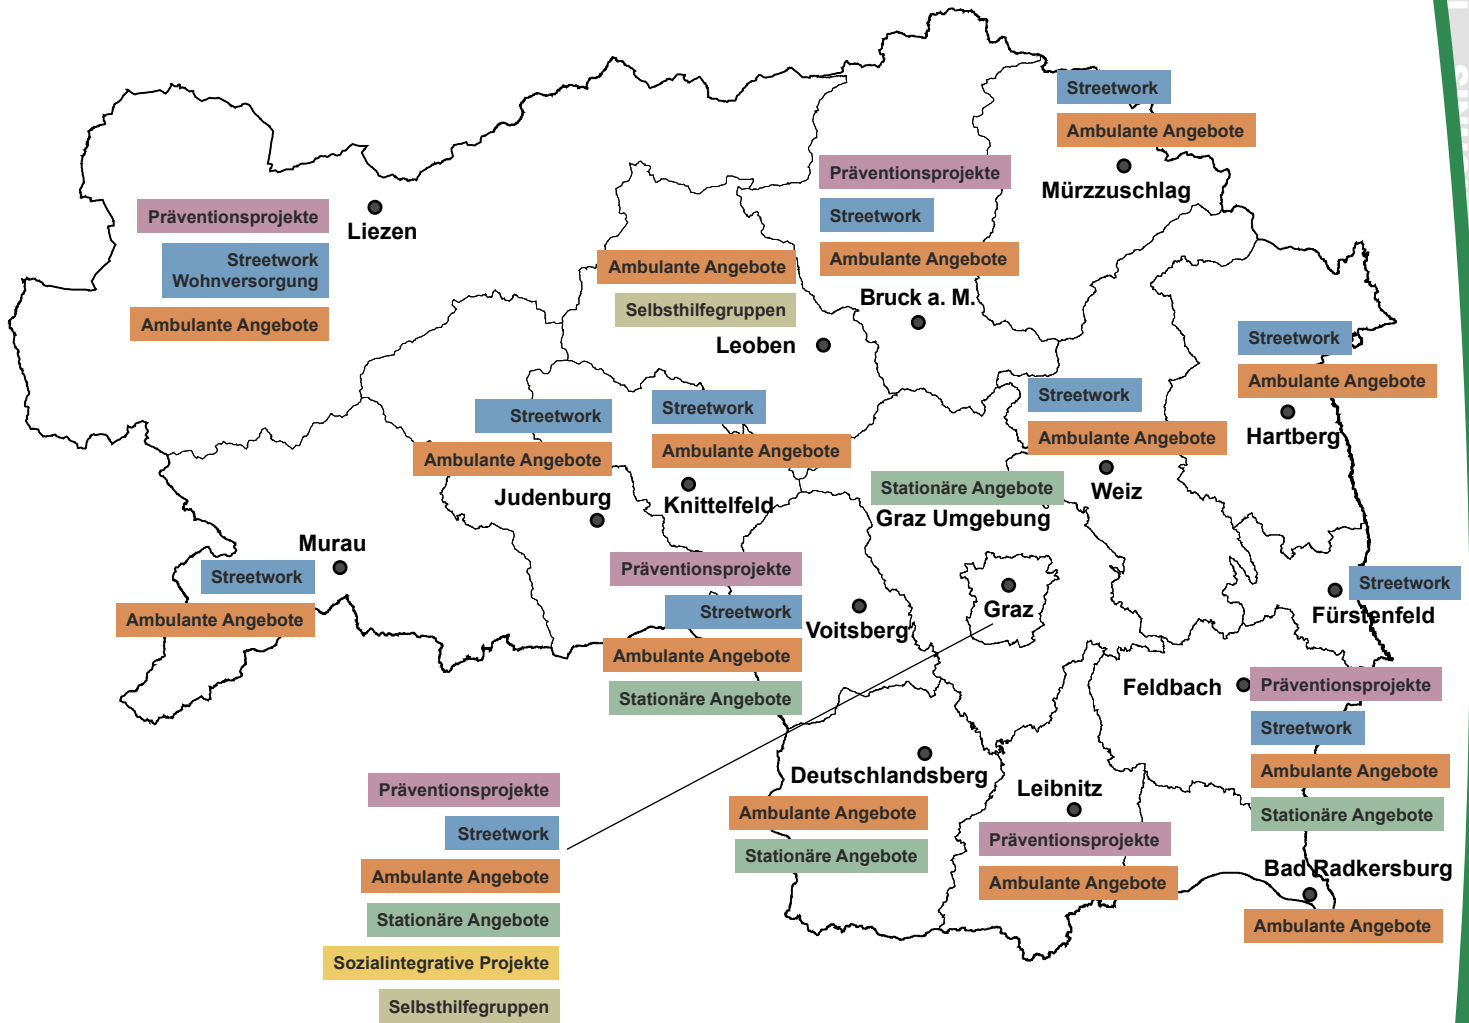 Streetwork
Ambulante Angebote
Mürzzuschlag
Präventionsprojekte
Streetwork
Ambulante Angebote
Bruck a. M.
Präventionsprojekte
Liezen
Streetwork
Wohnversorgung
Ambulante Angebote
Ambulante Angebote
Selbsthilfegruppen
Leoben
Streetwork
Ambulante Angebote
Hartberg
Streetwork
Ambulante Angebote
Judenburg
Streetwork
Ambulante Angebote
Knittelfeld
Streetwork
Ambulante Angebote
Weiz
Stationäre Angebote
Graz Umgebung
Murau
Streetwork
Ambulante Angebote
Präventionsprojekte
Streetwork
Ambulante Angebote
Stationäre Angebote
Voitsberg
Graz
Streetwork
Fürstenfeld
Feldbach
Präventionsprojekte
Streetwork
Ambulante Angebote
Stationäre Angebote
Deutschlandsberg
Ambulante Angebote
Stationäre Angebote
Leibnitz
Präventionsprojekte
Ambulante Angebote
Bad Radkersburg
Ambulante Angebote
Präventionsprojekte
Streetwork
Ambulante Angebote
Stationäre Angebote
Sozialintegrative Projekte
Selbsthilfegruppen